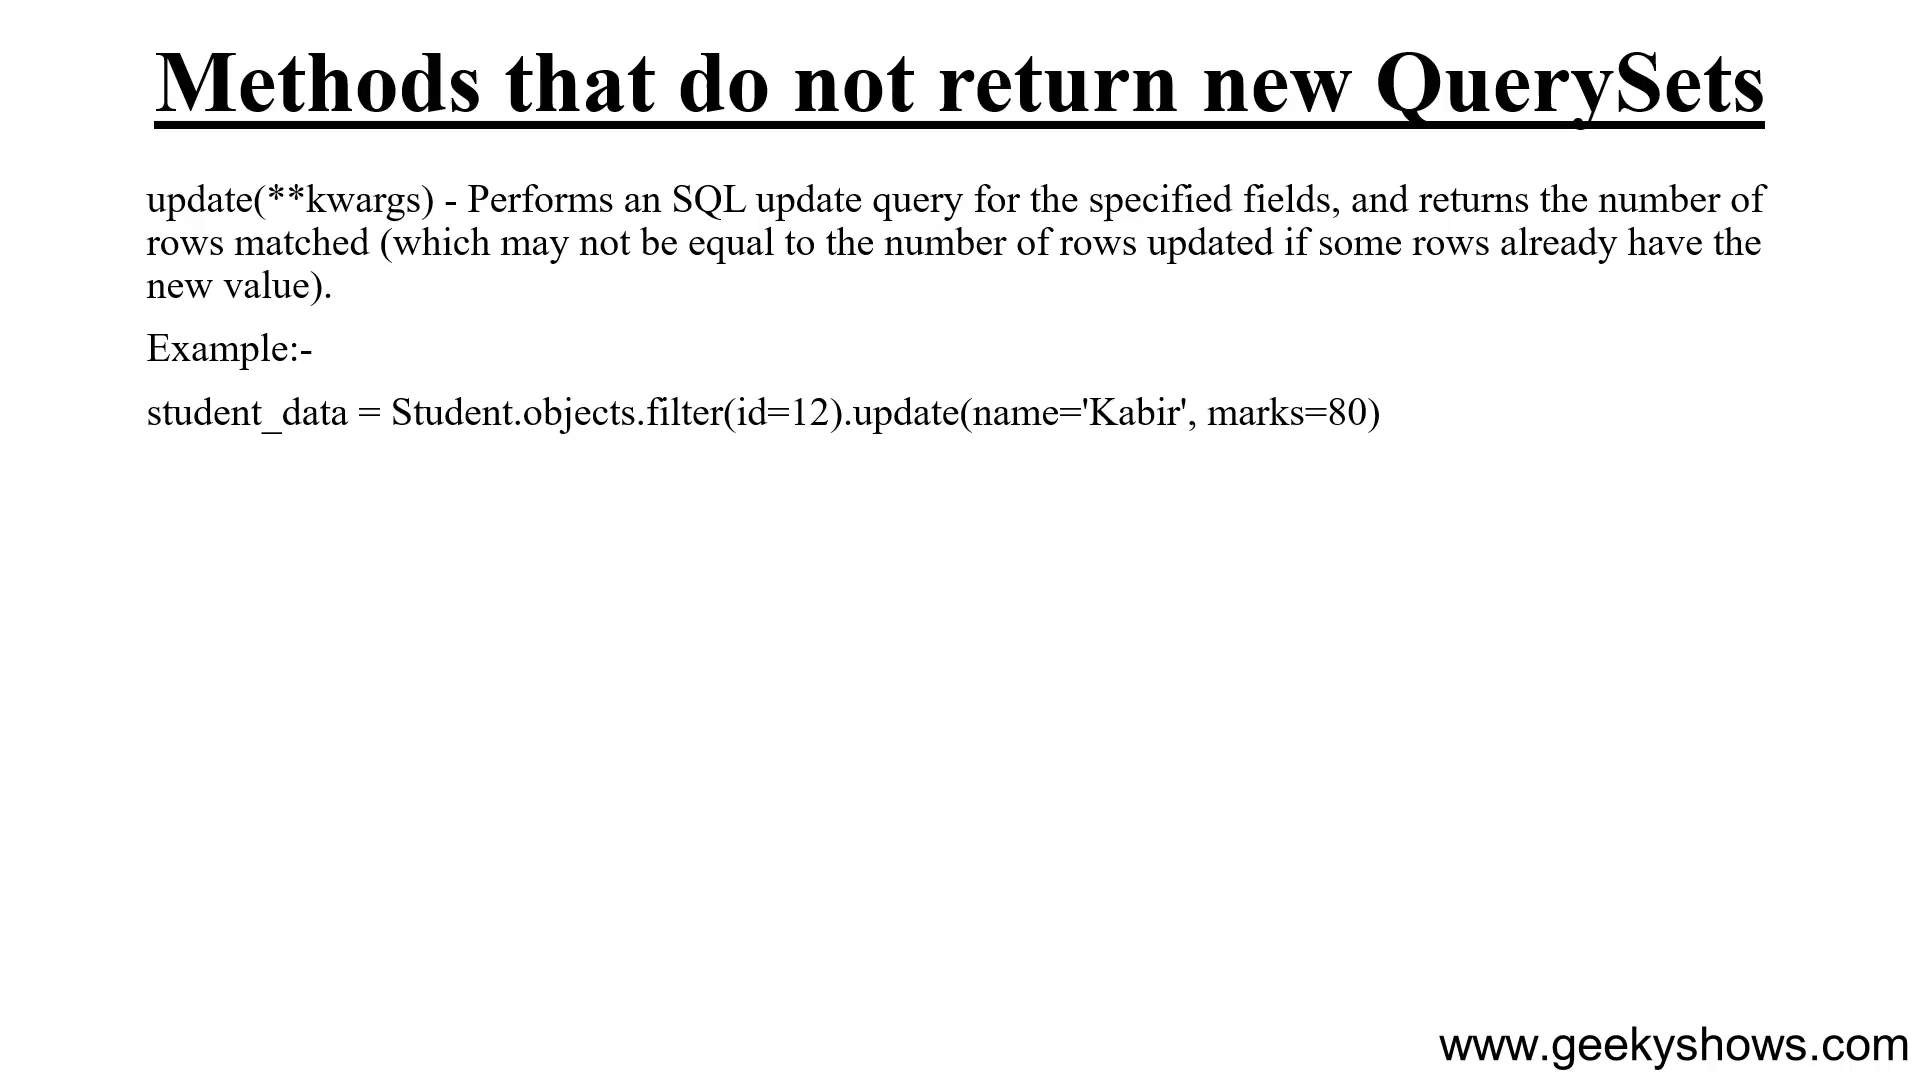 Methods that do not return new QuerySets
update(**kwargs) - Performs an SQL update query for the specified fields, and returns the number of
rows matched (which may not be equal to the number of rows updated if some rows already have the
new value).
Example:-
student_data = Student.objects.filter(id=12).update(name='Kabir', marks=80)
www.geekyshows.com